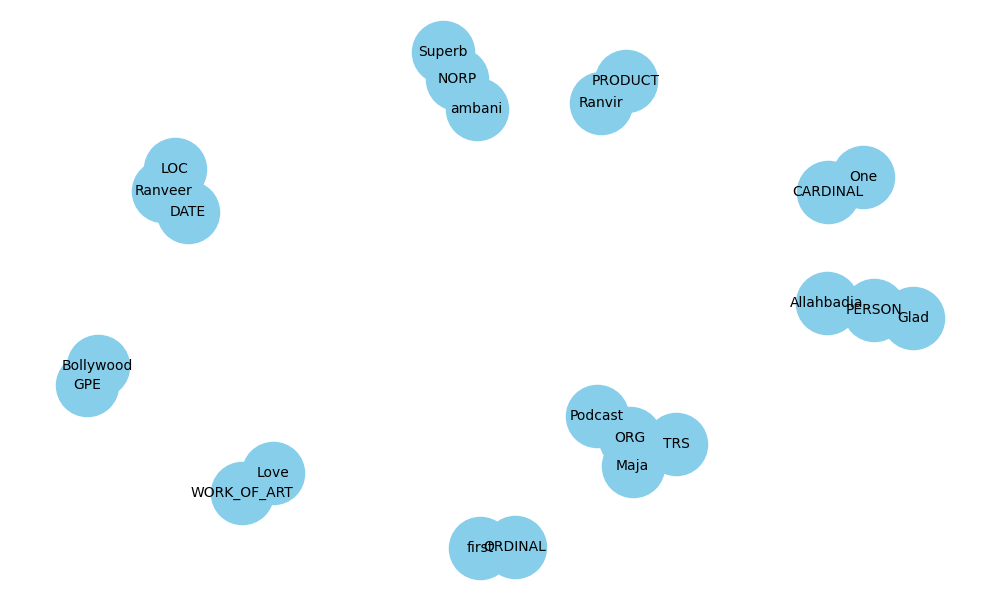 Superb
NORP
ambani
PRODUCT
Ranvir
LOC
Ranveer
DATE
One
CARDINAL
Allahbadia
PERSON
Glad
Bollywood
GPE
Podcast
ORG
TRS
Maja
Love
WORK_OF_ART
first
ORDINAL